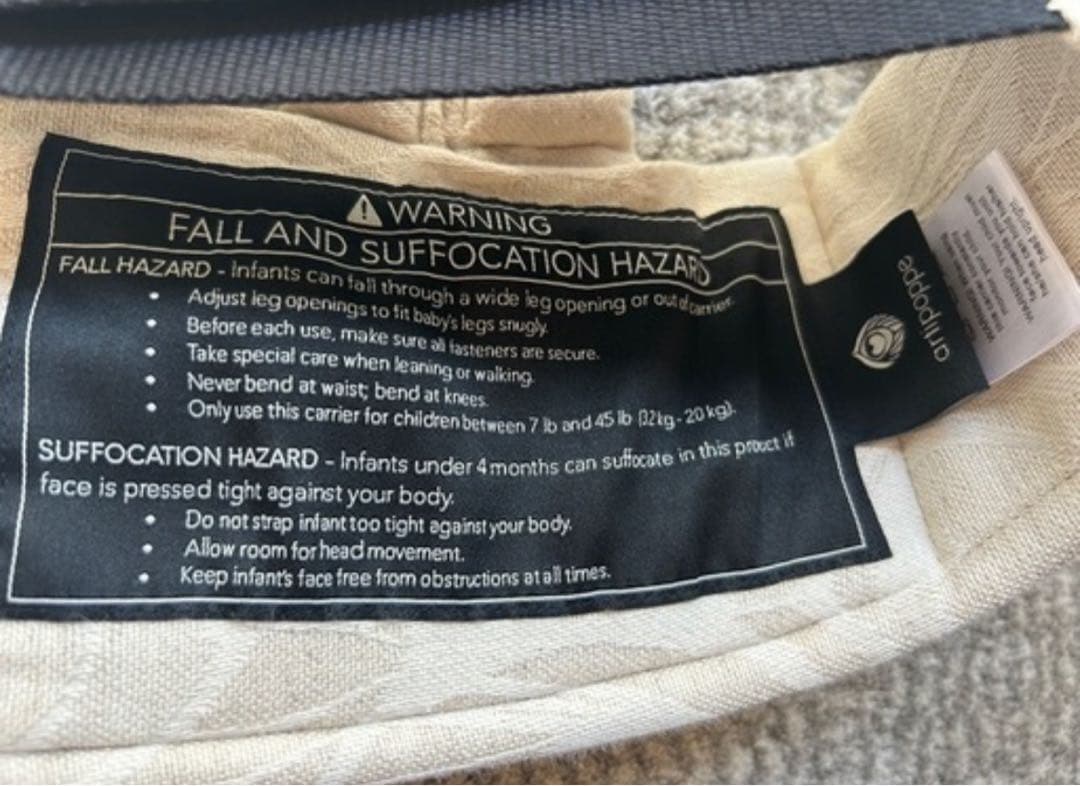 WARNING
FALL AND SUFFOCATION HAZARD
FALL HAZARD - Infants can fall through a wide leg opening or out of carrier.
• Adjust leg openings to fit baby's legs snugly.
• Before each use, make sure all fasteners are secure.
• Take special care when leaning or walking.
• Never bend at waist; bend at knees.
• Only use this carrier for children between 7 lb and 45 lb (3.2kg - 20 kg).
SUFFOCATION HAZARD - Infants under 4 months can suffocate in this prouct if
face is pressed tight against your body.
• Do not strap infant too tight against your body.
• Allow room for head movement.
• Keep infant's face free from obstructions at all times.
artipoppe